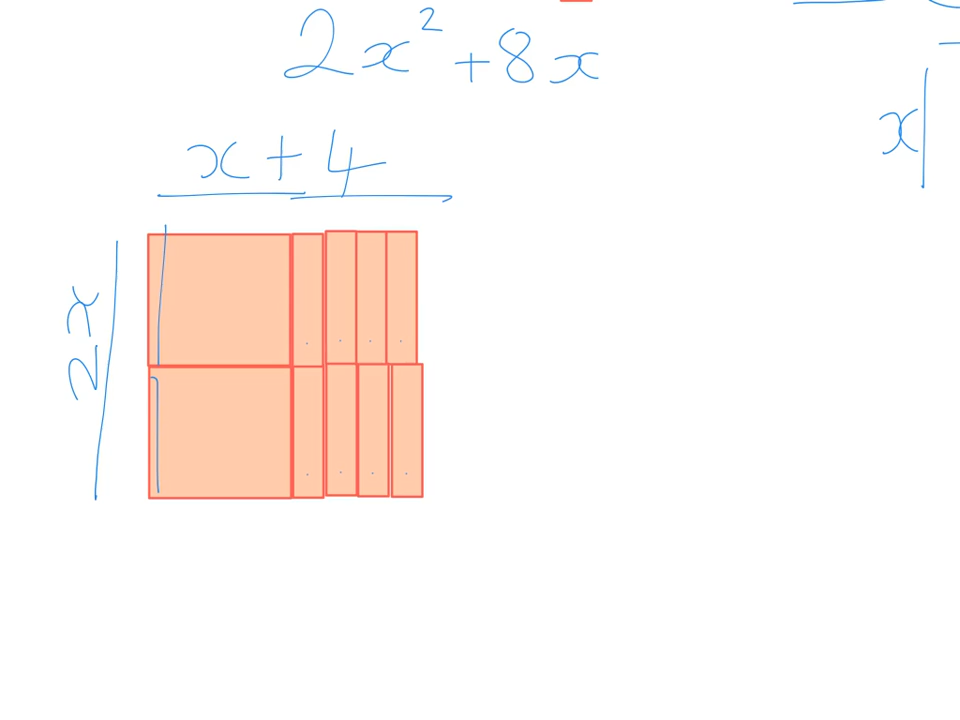 2x² + 8x
x + 4
2x
x